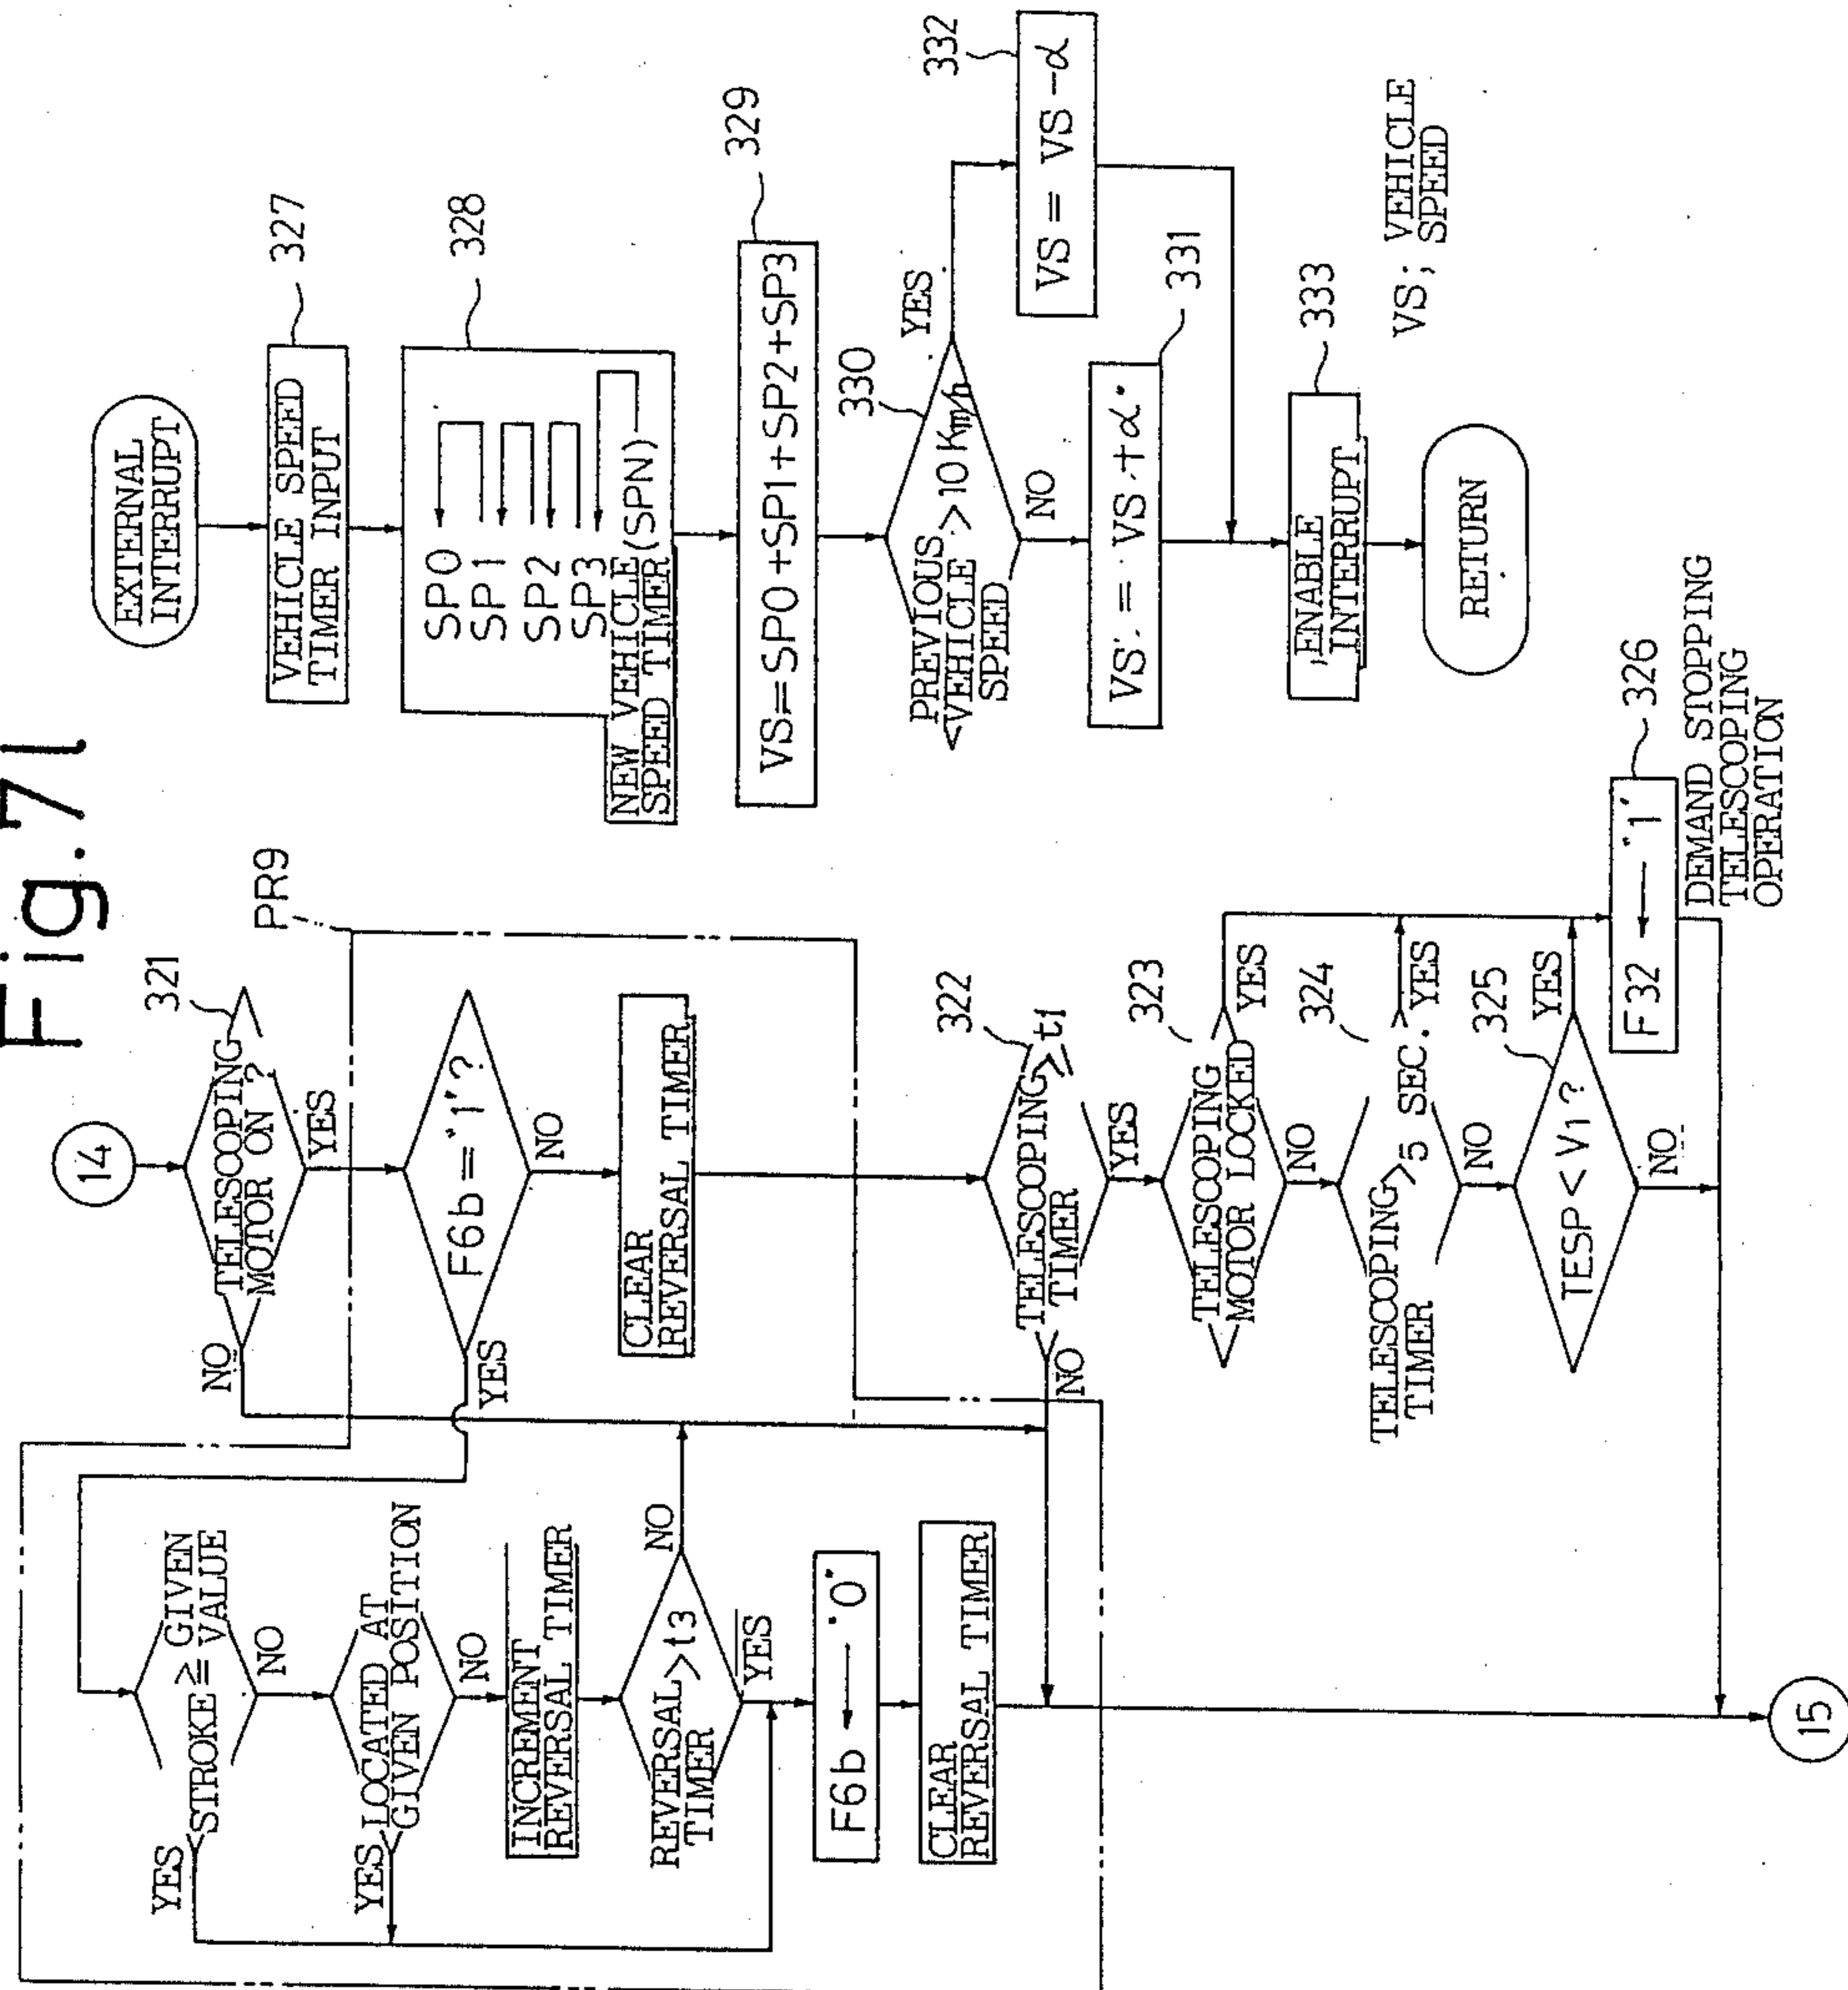 Fig. 7l
14
321
TELESCOPING
MOTOR ON ?
NO
YES
PR9
F6b = "1" ?
YES
NO
CLEAR
REVERSAL TIMER
STROKE ≧ GIVEN
VALUE
YES
NO
LOCATED AT
GIVEN POSITION
YES
NO
INCREMENT
REVERSAL TIMER
REVERSAL > t3
TIMER
NO
YES
F6b ← "0"
CLEAR
REVERSAL TIMER
322
TELESCOPING ≥ t1
TIMER
NO
YES
323
TELESCOPING
MOTOR LOCKED
YES
NO
324
TELESCOPING > 5 SEC.
TIMER
YES
NO
325
TESP < V1 ?
YES
NO
F32 ← "1"
326
DEMAND STOPPING
TELESCOPING
OPERATION
15
EXTERNAL
INTERRUPT
VEHICLE SPEED
TIMER INPUT
327
328
SP0
SP1
SP2
SP3
NEW VEHICLE (SPN)
SPEED TIMER
VS = SP0 + SP1 + SP2 + SP3
329
330
PREVIOUS
VEHICLE > 10 Km/h
SPEED
YES
NO
VS = VS - α
332
VS = VS + α
331
ENABLE
INTERRUPT
333
RETURN
VS ; VEHICLE
SPEED